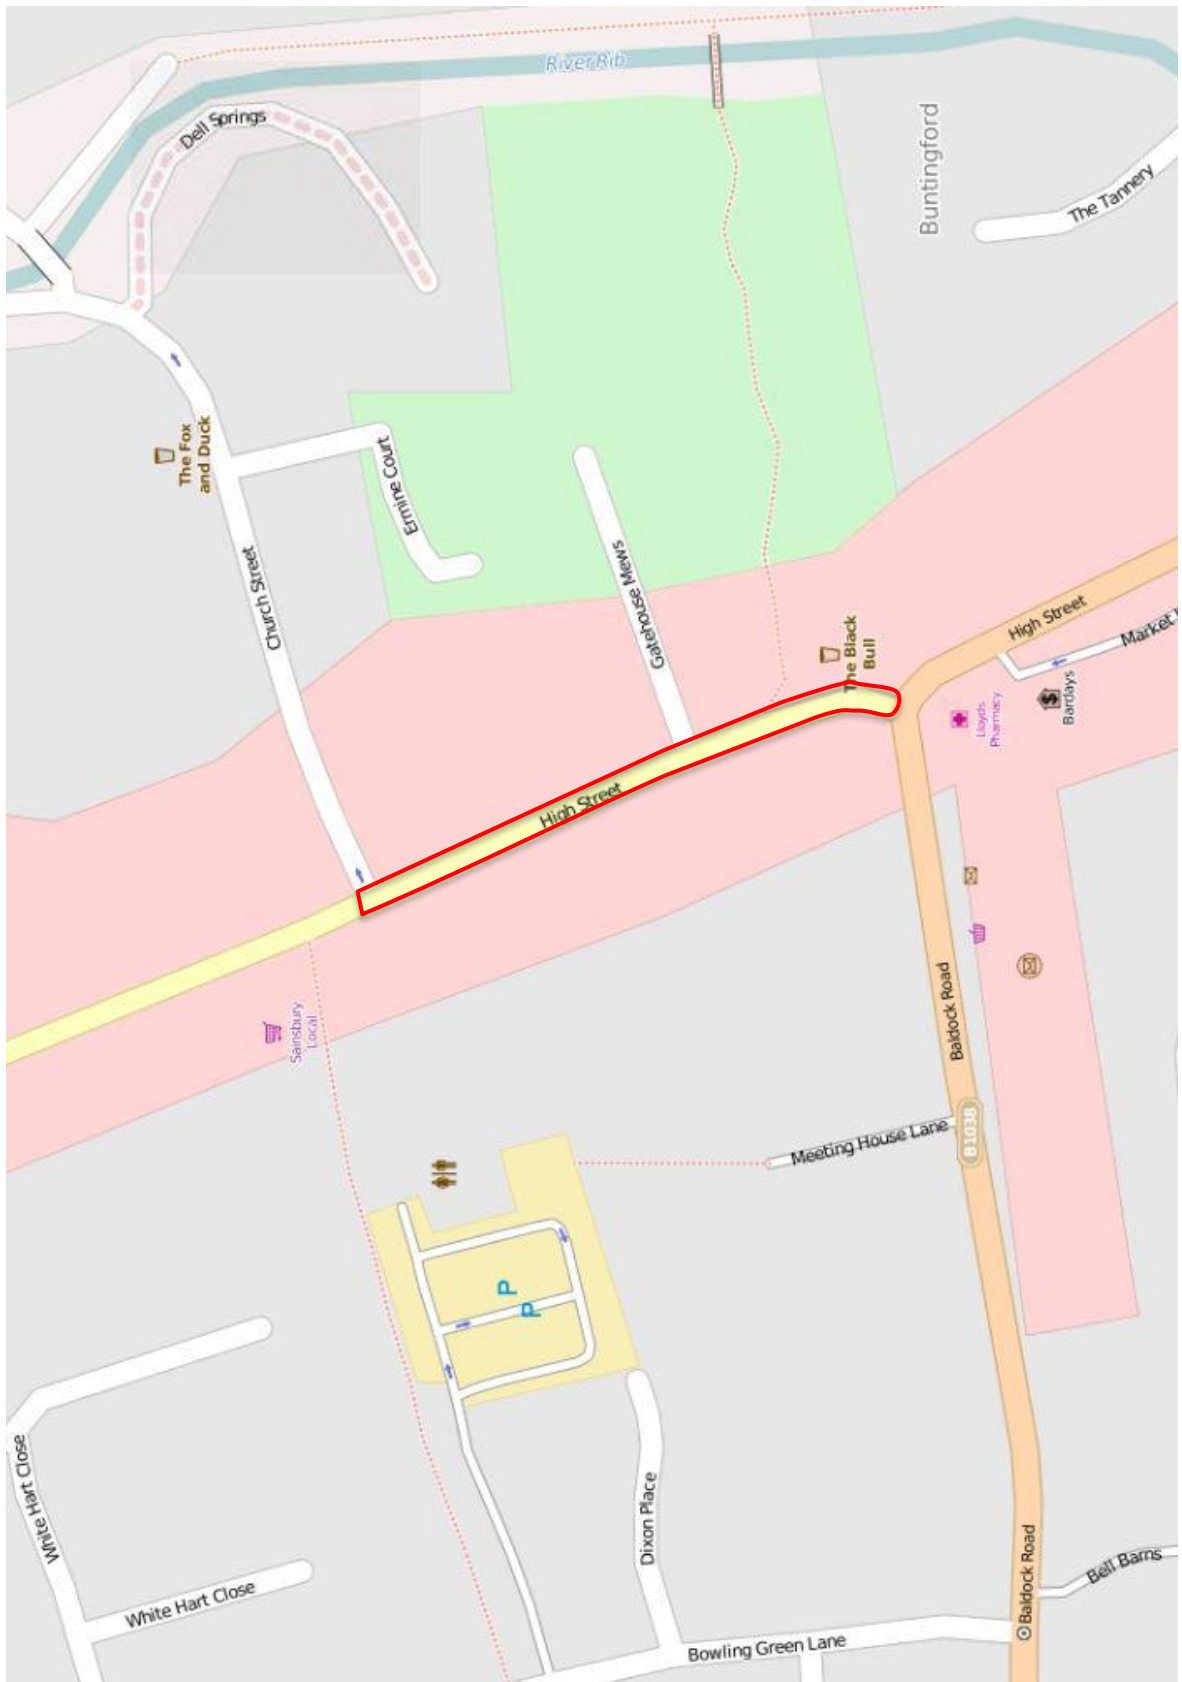 River Rib
Dell Springs
Buntingford
The Tannery
The Fox
and Duck
Ermine Court
Church Street
Gatehouse Mews
High Street
The Black
Bull
Market
Barclays
Lloyds
Pharmacy
High Street
Sainsbury
Local
Baldock Road
Meeting House Lane
B1038
P
P
White Hart Close
Dixon Place
White Hart Close
Baldock Road
Bell Barns
Bowling Green Lane